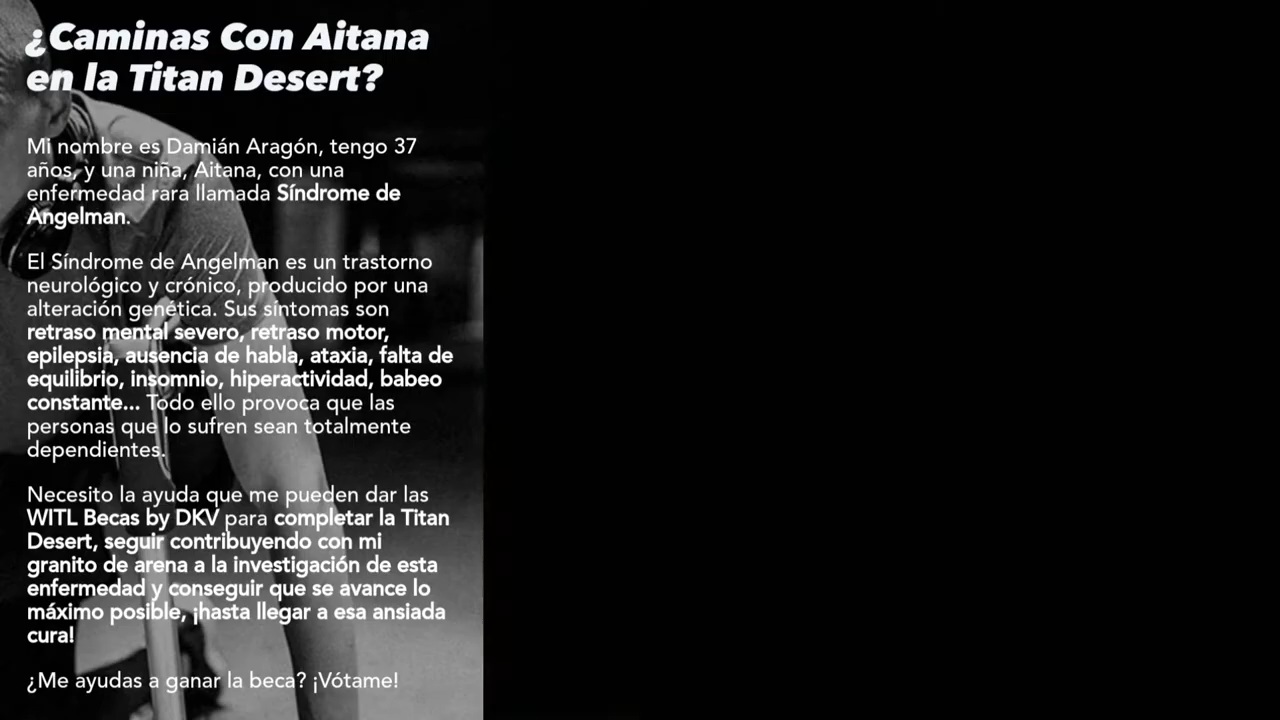 ¿Caminas Con Aitana
en la Titan Desert?
Mi nombre es Damián Aragón, tengo 37
años, y una niña, Aitana, con una
enfermedad rara llamada Síndrome de
Angelman.
El Síndrome de Angelman es un trastorno
neurológico y crónico, producido por una
alteración genética. Sus síntomas son
retraso mental severo, retraso motor,
epilepsia, ausencia de habla, ataxia, falta de
equilibrio, insomnio, hiperactividad, babeo
constante... Todo ello provoca que las
personas que lo sufren sean totalmente
dependientes.
Necesito la ayuda que me pueden dar las
WITL Becas by DKV para completar la Titan
Desert, seguir contribuyendo con mi
granito de arena a la investigación de esta
enfermedad y conseguir que se avance lo
máximo posible, ¡hasta llegar a esa ansiada
cura!
¿Me ayudas a ganar la beca? ¡Vótame!